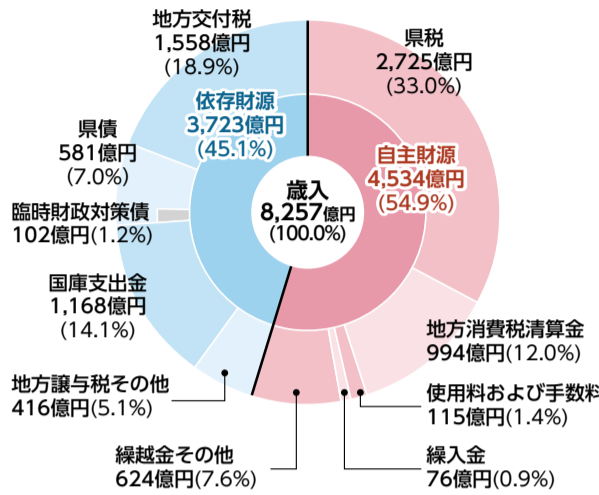 地方交付税
1,558億円
(18.9%)
県税
2,725億円
(33.0%)
依存財源
3,723億円
(45.1%)
自主財源
4,534億円
(54.9%)
歳入
8,257億円
(100.0%)
県債
581億円
(7.0%)
臨時財政対策債
102億円(1.2%)
国庫支出金
1,168億円
(14.1%)
地方譲与税その他
416億円(5.1%)
地方消費税清算金
994億円(12.0%)
使用料および手数料
115億円(1.4%)
繰越金その他
624億円(7.6%)
繰入金
76億円(0.9%)